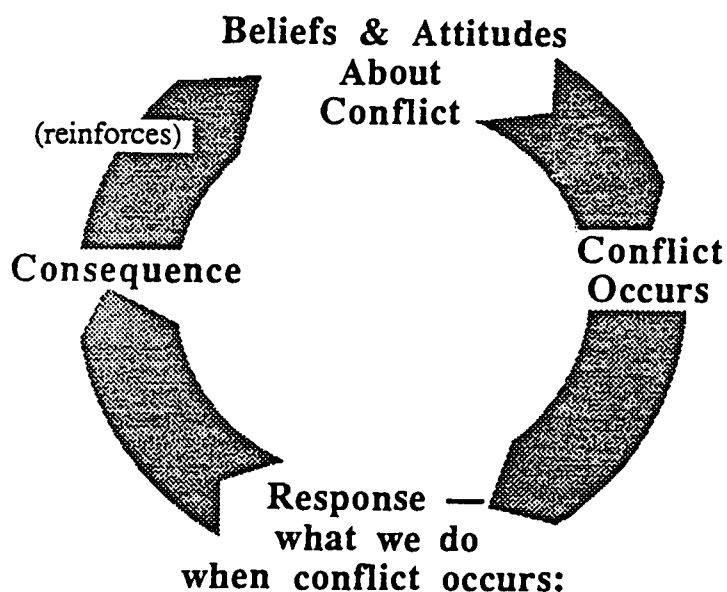 Beliefs & Attitudes
About
Conflict
(reinforces)
Consequence
Conflict
Occurs
Response —
what we do
when conflict occurs: